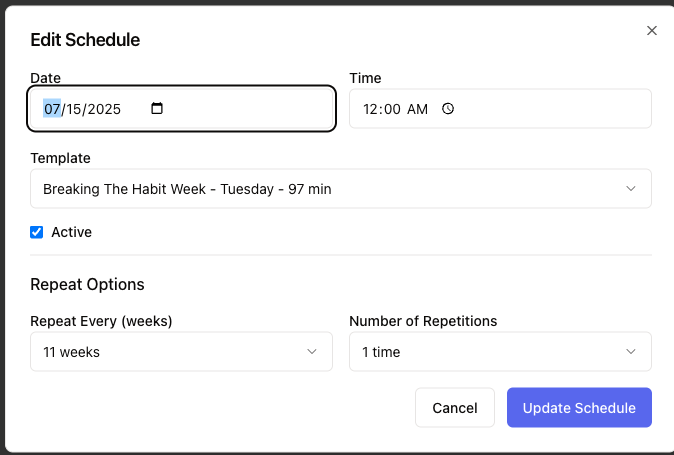 Edit Schedule
Date
Time
07/15/2025
12:00 AM
Template
Breaking The Habit Week - Tuesday - 97 min
Active
Repeat Options
Repeat Every (weeks)
Number of Repetitions
11 weeks
1 time
Cancel
Update Schedule